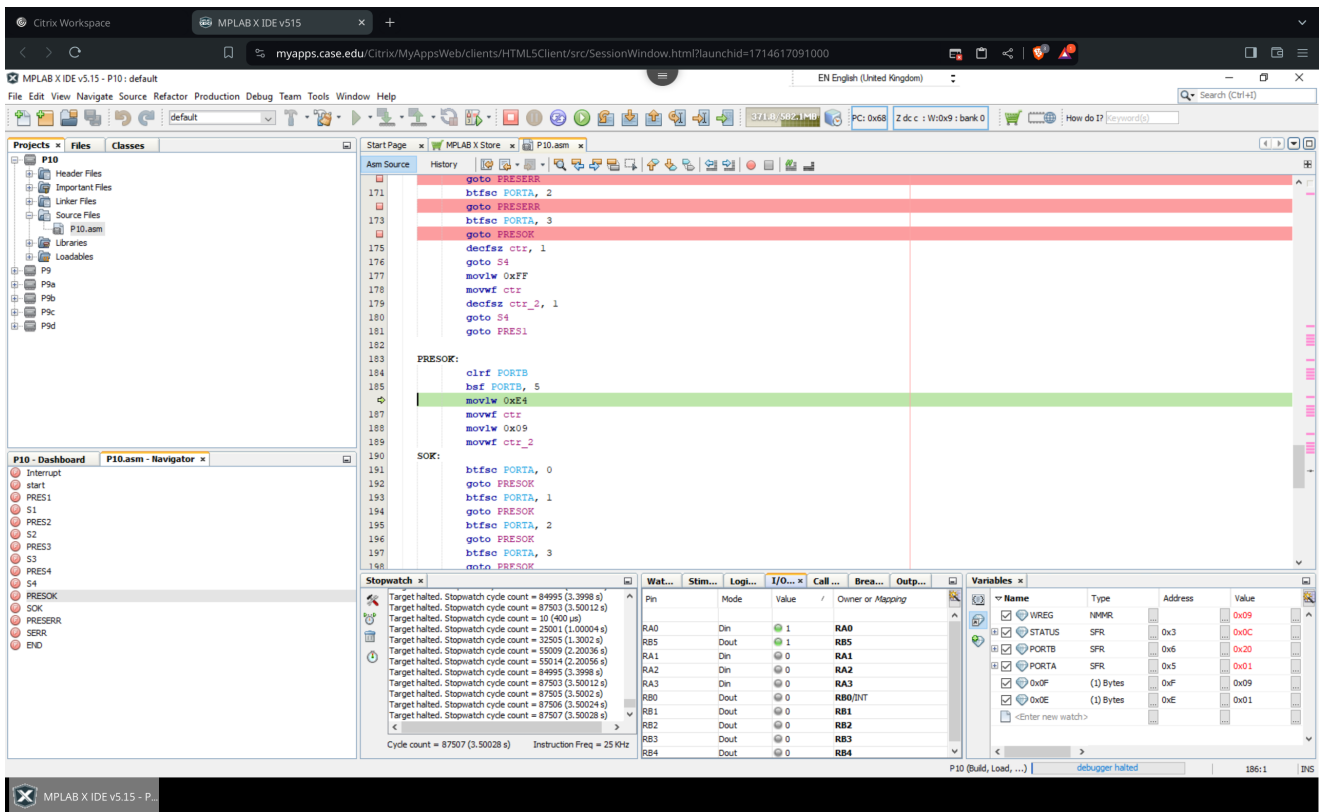 Citrix Workspace
MPLAB X IDE v515
myapps.case.edu/Citrix/MyAppsWeb/clients/HTML5Client/src/SessionWindow.html?launchid=1714617091000
MPLAB X IDE v5.15 - P10 : default
EN English (United Kingdom)
File Edit View Navigate Source Refactor Production Debug Team Tools Window Help
Search (Ctrl+I)
default
371.0/502.1MB
PC: 0x68
Z dc c : W:0x9 : bank 0
How do I?
Keyword(s)
Projects
Files
Classes
P10
Header Files
Important Files
Linker Files
Source Files
P10.asm
Libraries
Loadables
P9
P9a
P9b
P9c
P9d
P10 - Dashboard
P10.asm - Navigator
Interrupt
start
PRES1
S1
PRES2
S2
PRES3
S3
PRES4
S4
PRESOK
SOK
PRESERR
SERR
END
Start Page
MPLAB X Store
P10.asm
Asm Source
History
goto PRESERR
171 btfsc PORTA, 2
goto PRESERR
173 btfsc PORTA, 3
goto PRESOK
175 decfsz ctr, 1
176 goto S4
177 movlw 0xFF
178 movwf ctr
179 decfsz ctr_2, 1
180 goto S4
181 goto PRES1
182
183 PRESOK:
184 clrf PORTB
185 bsf PORTB, 5
movlw 0xE4
187 movwf ctr
188 movlw 0x09
189 movwf ctr_2
190 SOK:
191 btfsc PORTA, 0
192 goto PRESOK
193 btfsc PORTA, 1
194 goto PRESOK
195 btfsc PORTA, 2
196 goto PRESOK
197 btfsc PORTA, 3
198 goto PRESOK
Stopwatch
Target halted. Stopwatch cycle count = 84995 (3.3998 s)
Target halted. Stopwatch cycle count = 87503 (3.50012 s)
Target halted. Stopwatch cycle count = 10 (400 µs)
Target halted. Stopwatch cycle count = 25001 (1.00004 s)
Target halted. Stopwatch cycle count = 32505 (1.3002 s)
Target halted. Stopwatch cycle count = 55009 (2.20036 s)
Target halted. Stopwatch cycle count = 55014 (2.20056 s)
Target halted. Stopwatch cycle count = 84995 (3.3998 s)
Target halted. Stopwatch cycle count = 87503 (3.50012 s)
Target halted. Stopwatch cycle count = 87505 (3.5002 s)
Target halted. Stopwatch cycle count = 87506 (3.50024 s)
Target halted. Stopwatch cycle count = 87507 (3.50028 s)
Cycle count = 87507 (3.50028 s) Instruction Freq = 25 KHz
Wat... Stim... Logi... I/O... Call ... Brea... Outp...
Pin Mode Value / Owner or Mapping
RA0 Din 1 RA0
RB5 Dout 1 RB5
RA1 Din 0 RA1
RA2 Din 0 RA2
RA3 Din 0 RA3
RB0 Dout 0 RB0/INT
RB1 Dout 0 RB1
RB2 Dout 0 RB2
RB3 Dout 0 RB3
RB4 Dout 0 RB4
Variables
Name Type Address Value
WREG NMMR 0x09
STATUS SFR 0x3 0x0C
PORTB SFR 0x6 0x20
PORTA SFR 0x5 0x01
0x0F (1) Bytes 0xF 0x09
0x0E (1) Bytes 0xE 0x01
<Enter new watch>
P10 (Build, Load, ...)
debugger halted
186:1
INS
MPLAB X IDE v5.15 - P...